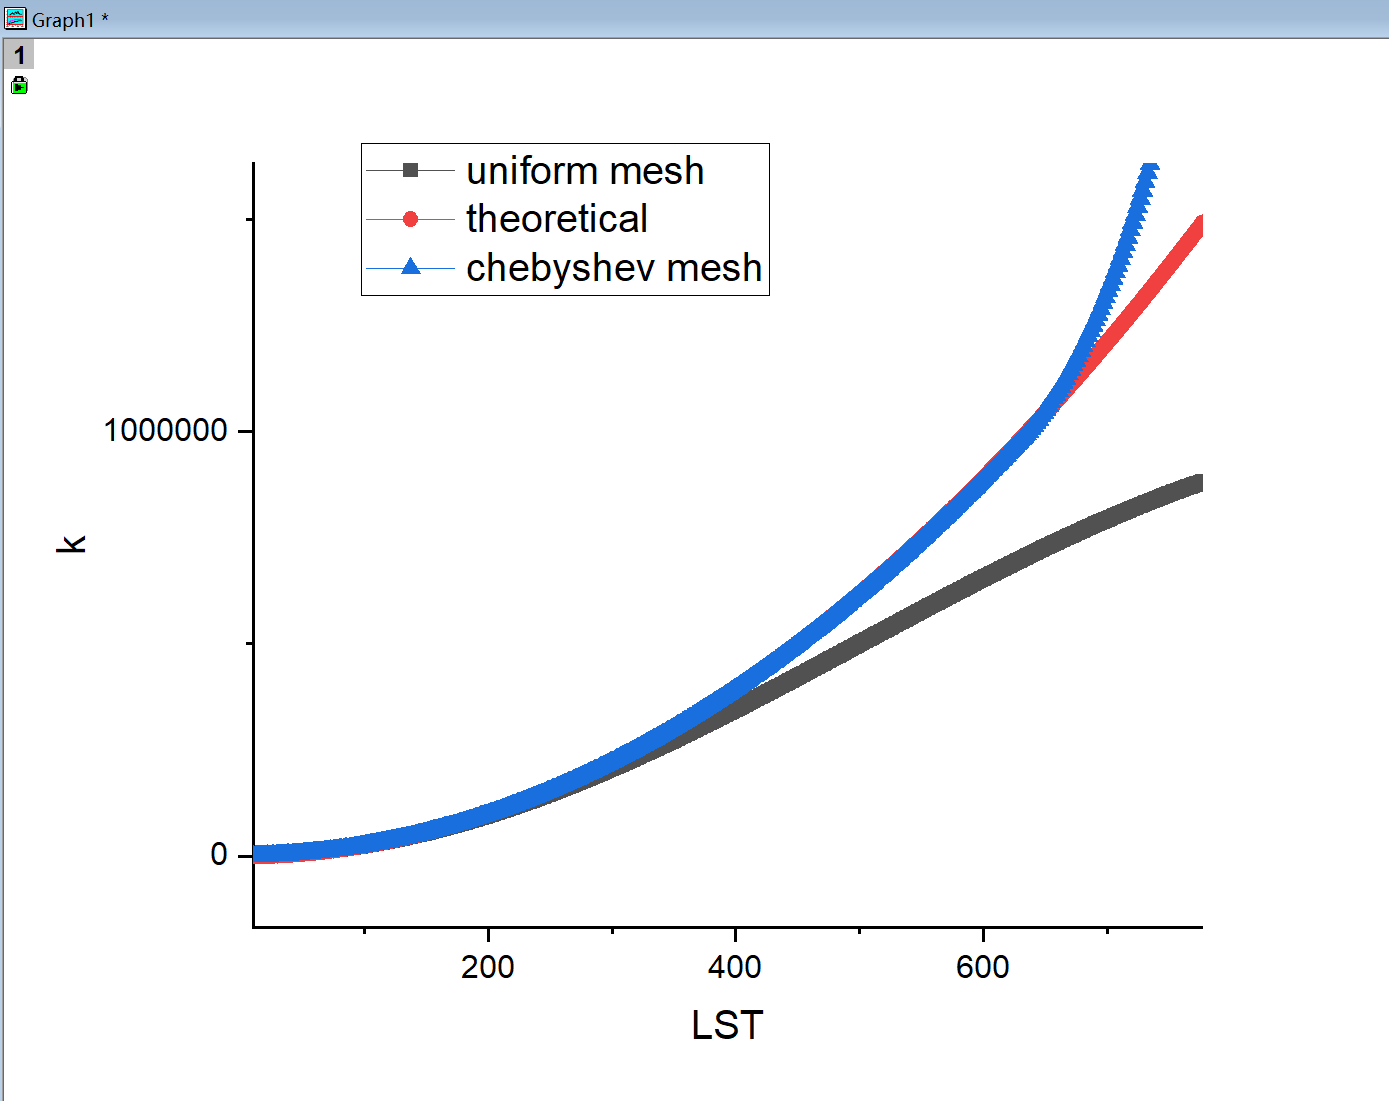 Graph1 *
1
uniform mesh
theoretical
chebyshev mesh
1000000
k
0
200
400
600
LST